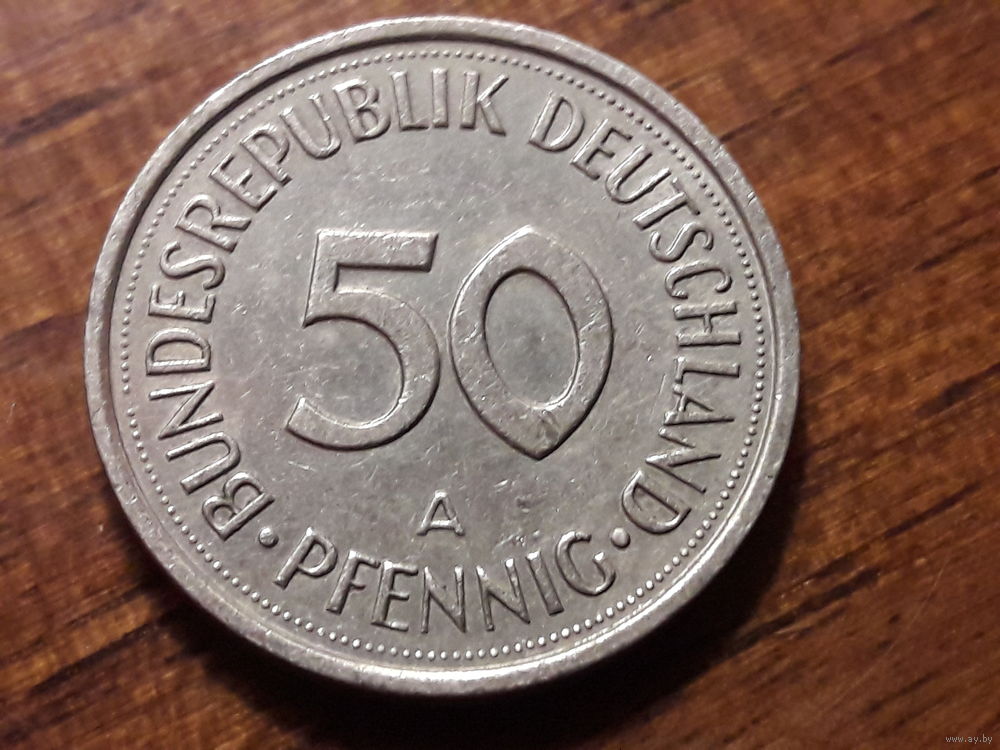 · BUNDESREPUBLIK DEUTSCHLAND ·
50
A
PFENNIG
www.ay.by